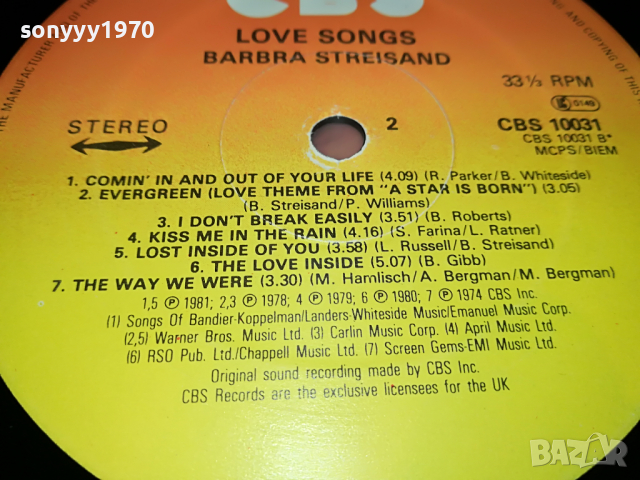 sonyyy1970
CBS
LOVE SONGS
BARBRA STREISAND
33⅓ RPM
0149
STEREO
2
CBS 10031
CBS 10031 B*
MCPS/BIEM
1. COMIN' IN AND OUT OF YOUR LIFE (4.09) (R. Parker/B. Whiteside)
2. EVERGREEN (LOVE THEME FROM "A STAR IS BORN") (3.05)
(B. Streisand/P. Williams)
3. I DON'T BREAK EASILY (3.51) (B. Roberts)
4. KISS ME IN THE RAIN (4.16) (S. Farina/L. Ratner)
5. LOST INSIDE OF YOU (3.58) (L. Russell/B. Streisand)
6. THE LOVE INSIDE (5.07) (B. Gibb)
7. THE WAY WE WERE (3.30) (M. Hamlisch/A. Bergman/M. Bergman)
1,5 ℗ 1981; 2,3 ℗ 1978; 4 ℗ 1979; 6 ℗ 1980; 7 ℗ 1974 CBS Inc.
(1) Songs Of Bandier-Koppelman/Landers-Whiteside Music/Emanuel Music Corp.
(2,5) Warner Bros. Music Ltd. (3) Carlin Music Corp. (4) April Music Ltd.
(6) RSO Pub. Ltd./Chappell Music Ltd. (7) Screen Gems-EMI Music Ltd.
Original sound recording made by CBS Inc.
CBS Records are the exclusive licensees for the UK
THE MANUFACTURER
AND COPYING OF THIS
BAZAR
bg